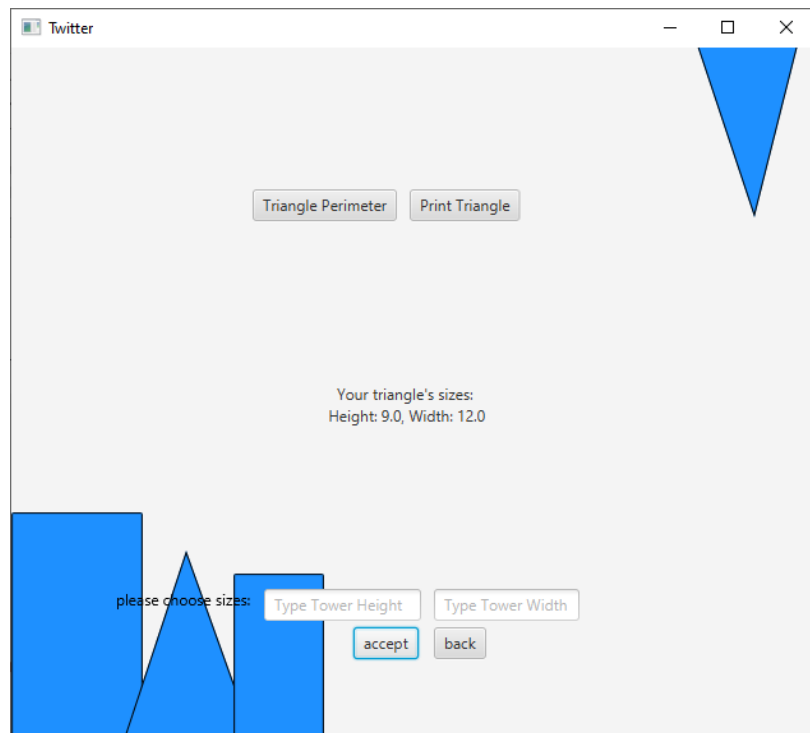 Twitter
Triangle Perimeter Print Triangle
Your triangle's sizes:
Height: 9.0, Width: 12.0
please choose sizes: Type Tower Height Type Tower Width
accept back